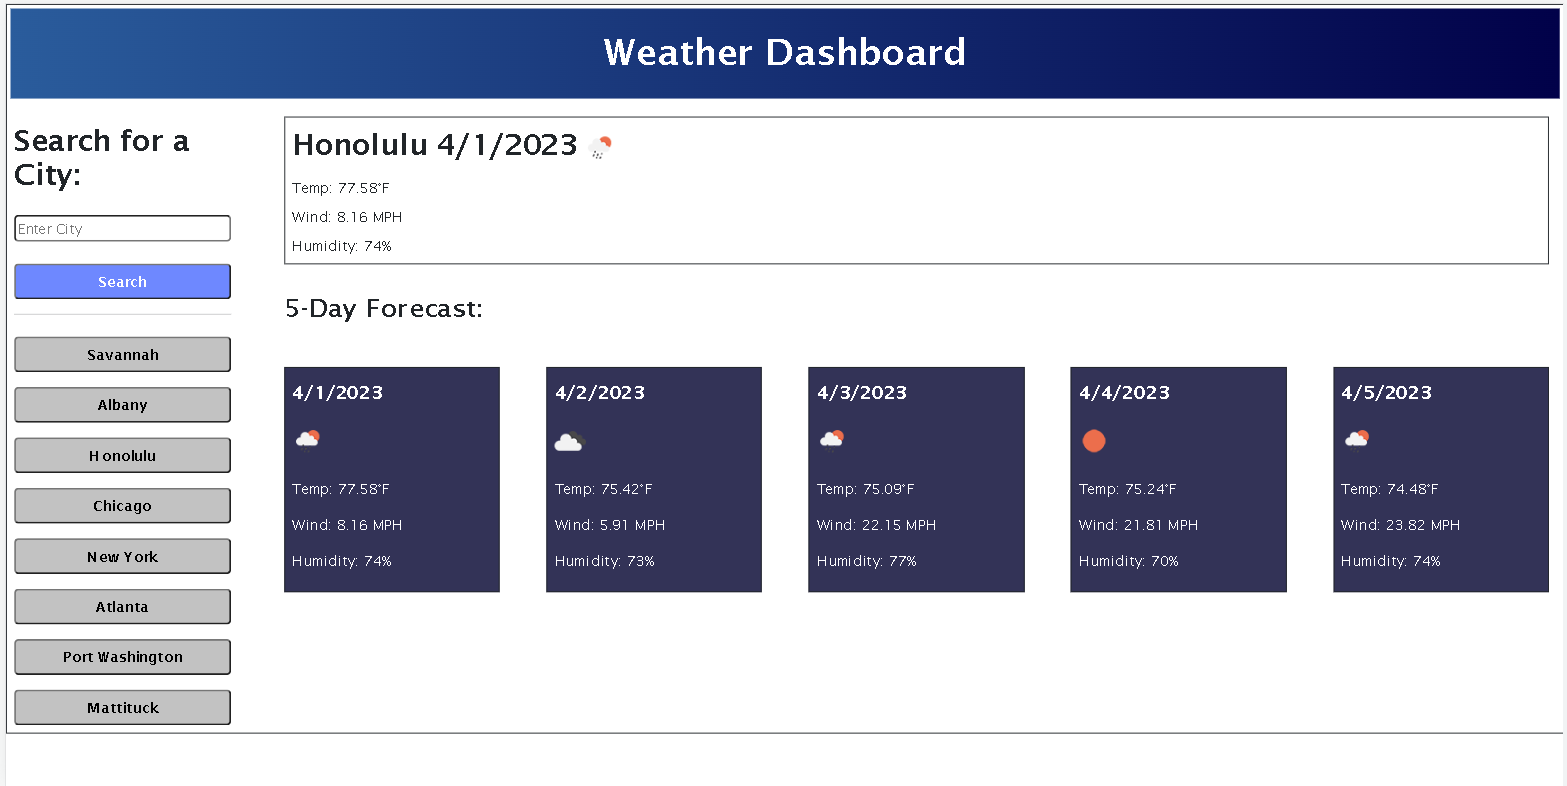 Weather Dashboard
Search for a
City:
Enter City
Search
Savannah
Albany
Honolulu
Chicago
New York
Atlanta
Port Washington
Mattituck
Honolulu 4/1/2023
Temp: 77.58°F
Wind: 8.16 MPH
Humidity: 74%
5-Day Forecast:
4/1/2023
Temp: 77.58°F
Wind: 8.16 MPH
Humidity: 74%
4/2/2023
Temp: 75.42°F
Wind: 5.91 MPH
Humidity: 73%
4/3/2023
Temp: 75.09°F
Wind: 22.15 MPH
Humidity: 77%
4/4/2023
Temp: 75.24°F
Wind: 21.81 MPH
Humidity: 70%
4/5/2023
Temp: 74.48°F
Wind: 23.82 MPH
Humidity: 74%